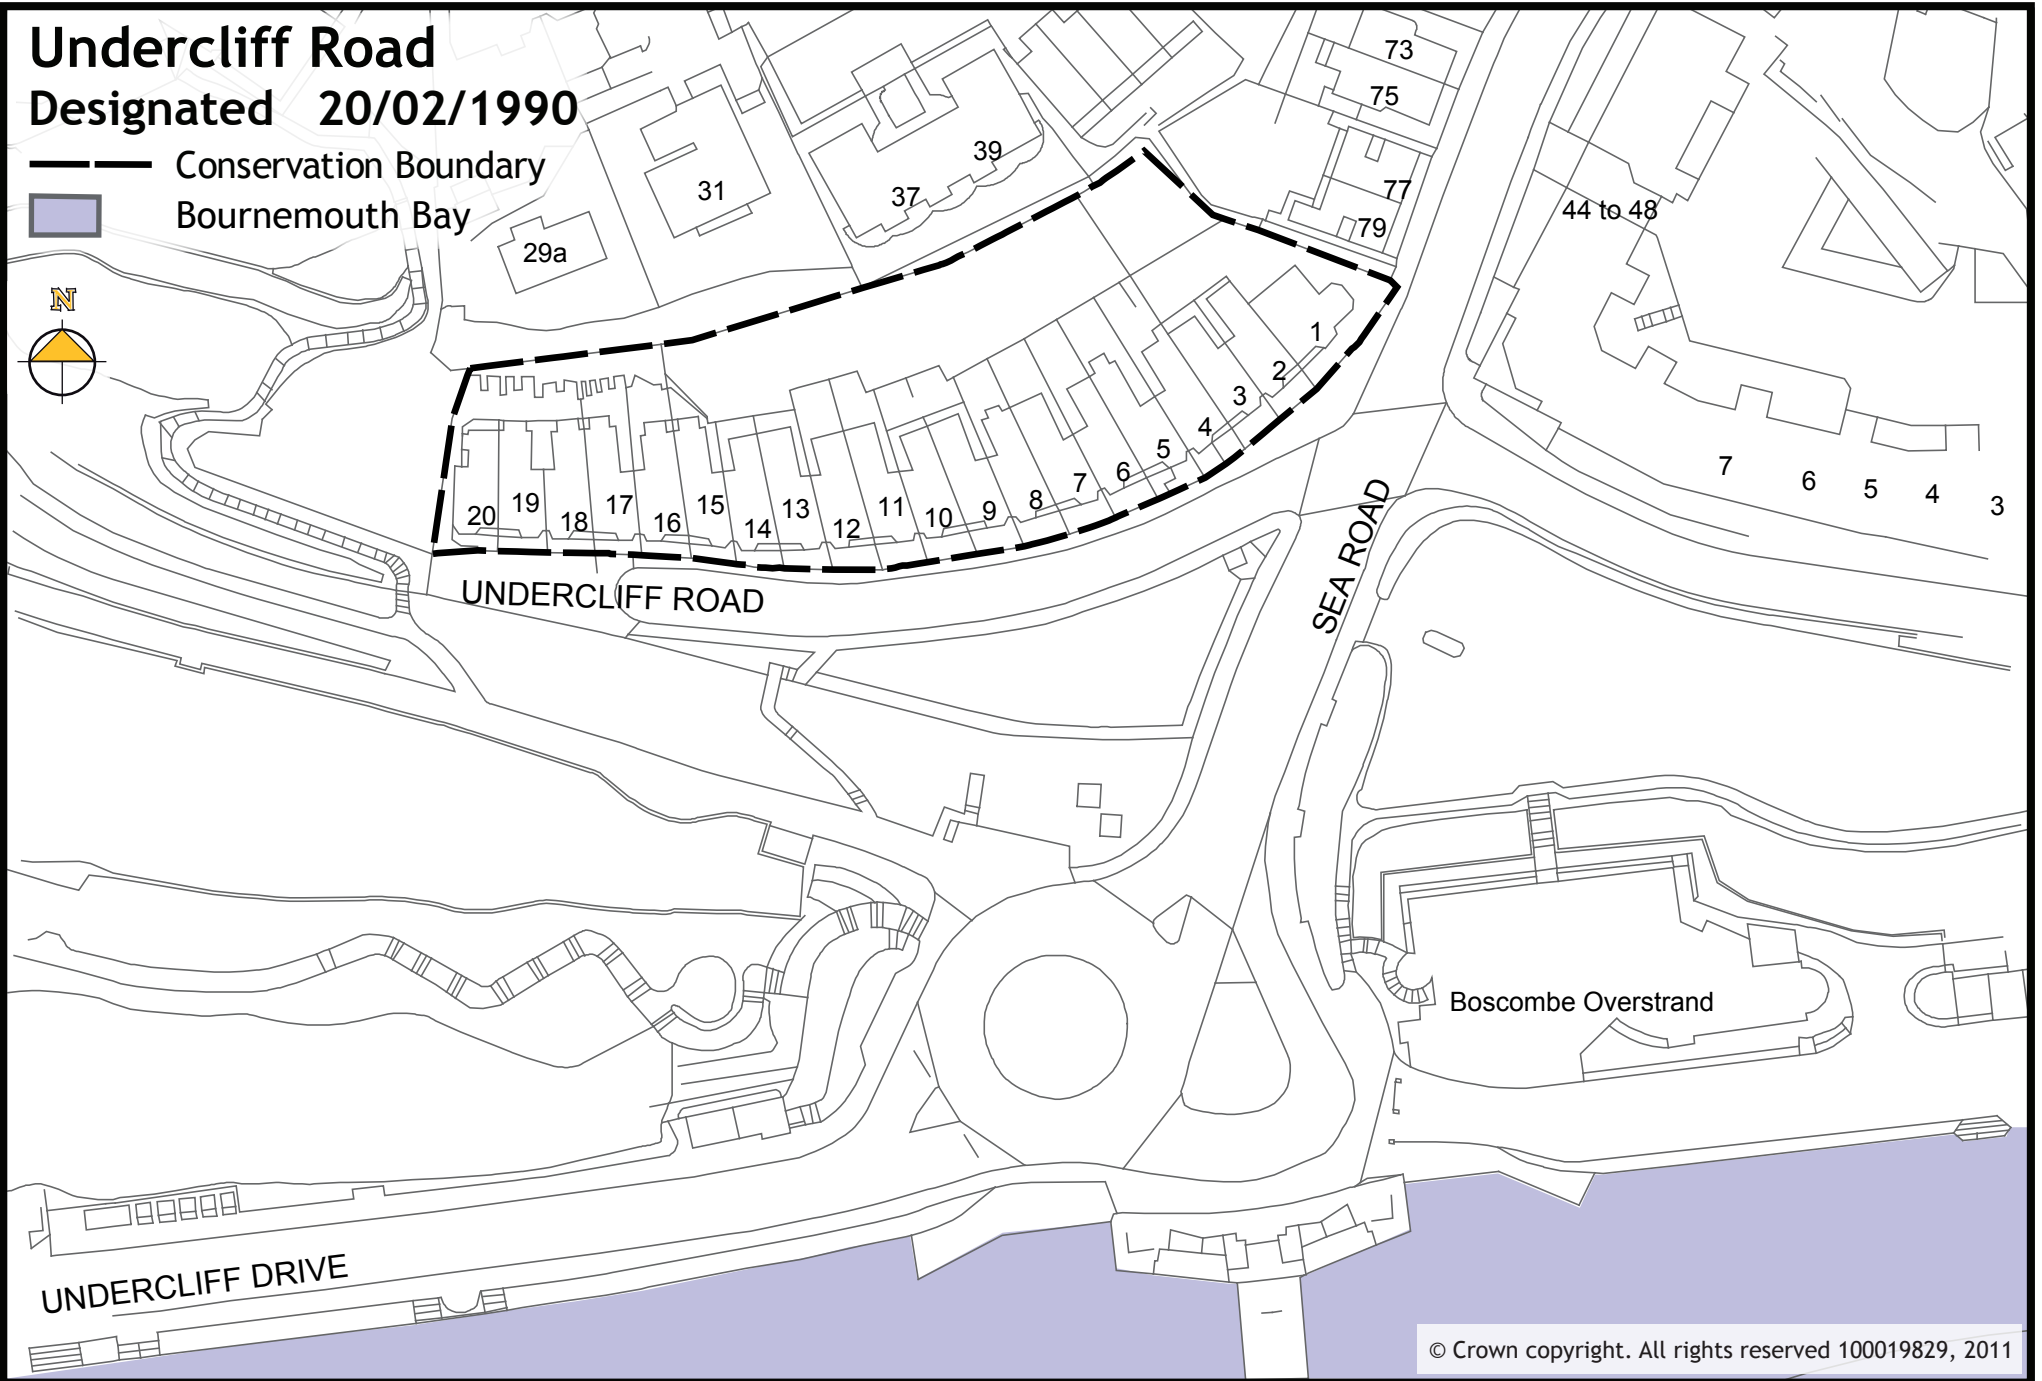 Undercliff Road
Designated 20/02/1990
Conservation Boundary
Bournemouth Bay
N
73
75
77
79
39
37
31
29a
44 to 48
1
2
3
4
5
6
7
8
9
10
11
12
13
14
15
16
17
18
19
20
7
6
5
4
3
UNDERCLIFF ROAD
SEA ROAD
Boscombe Overstrand
UNDERCLIFF DRIVE
© Crown copyright. All rights reserved 100019829, 2011